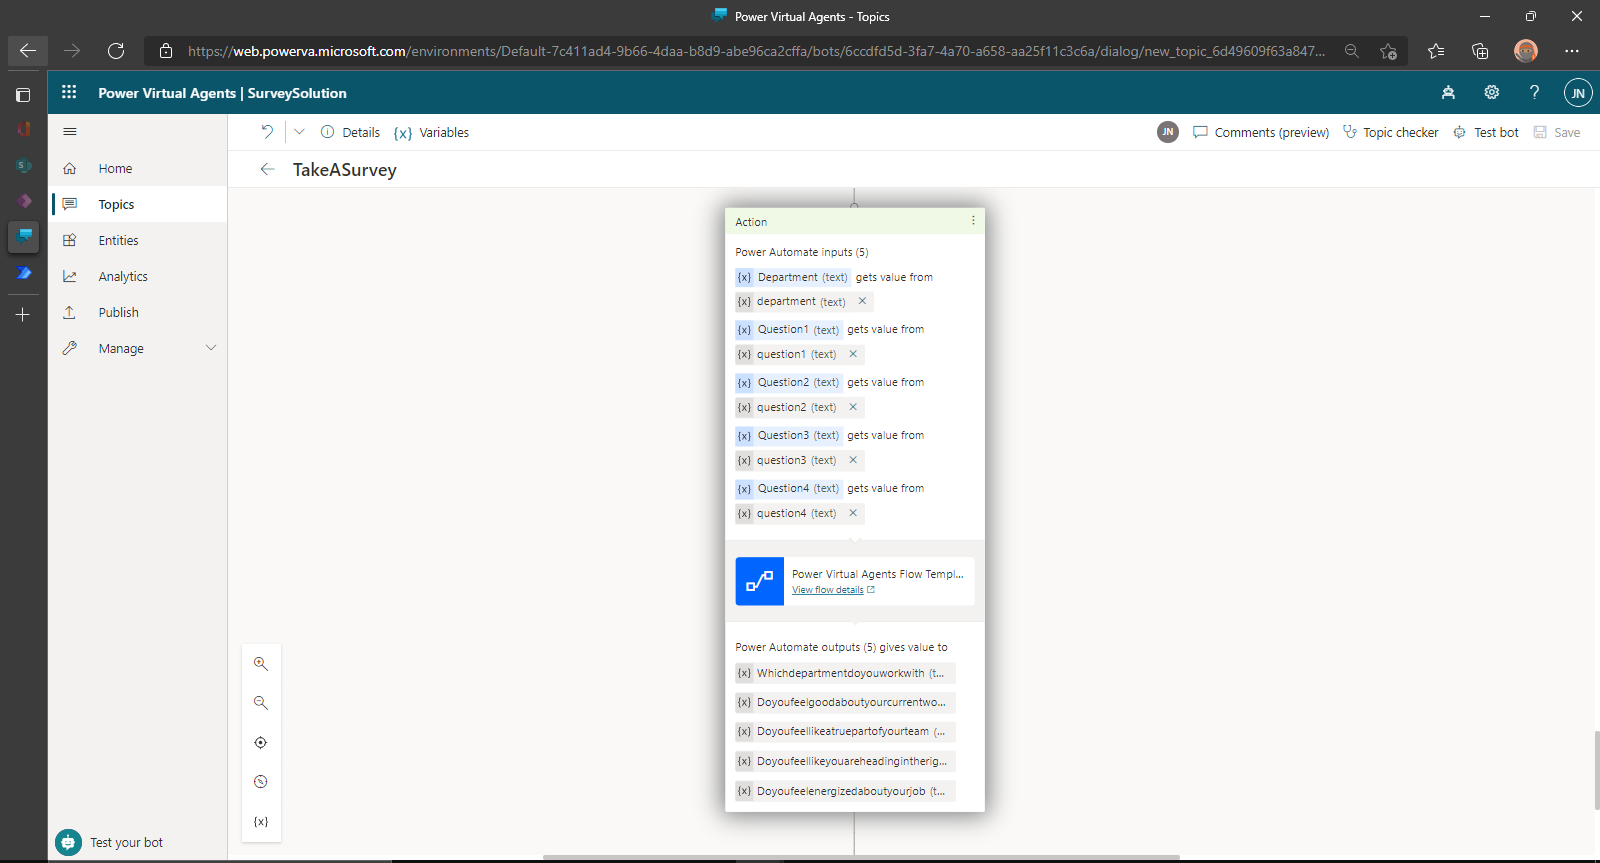 Power Virtual Agents - Topics
https://web.powerva.microsoft.com/environments/Default-7c411ad4-9b66-4daa-b8d9-abe96ca2cffa/bots/6ccdfd5d-3fa7-4a70-a658-aa25f11c3c6a/dialog/new_topic_6d49609f63a847...
Power Virtual Agents | SurveySolution
? JN
Details {x} Variables
JN Comments (preview) Topic checker Test bot Save
TakeASurvey
Home
Topics
Entities
Analytics
Publish
Manage
Test your bot
{x}
Action
Power Automate inputs (5)
{x} Department (text) gets value from
{x} department (text) ×
{x} Question1 (text) gets value from
{x} question1 (text) ×
{x} Question2 (text) gets value from
{x} question2 (text) ×
{x} Question3 (text) gets value from
{x} question3 (text) ×
{x} Question4 (text) gets value from
{x} question4 (text) ×
Power Virtual Agents Flow Templ...
View flow details
Power Automate outputs (5) gives value to
{x} Whichdepartmentdoyouworkwith (t...
{x} Doyoufeelgoodaboutyourcurrentwo...
{x} Doyoufeellikeatruepartofyourteam (...
{x} Doyoufeellikeyouareheadingintherig...
{x} Doyoufeelenergizedaboutyourjob (t...